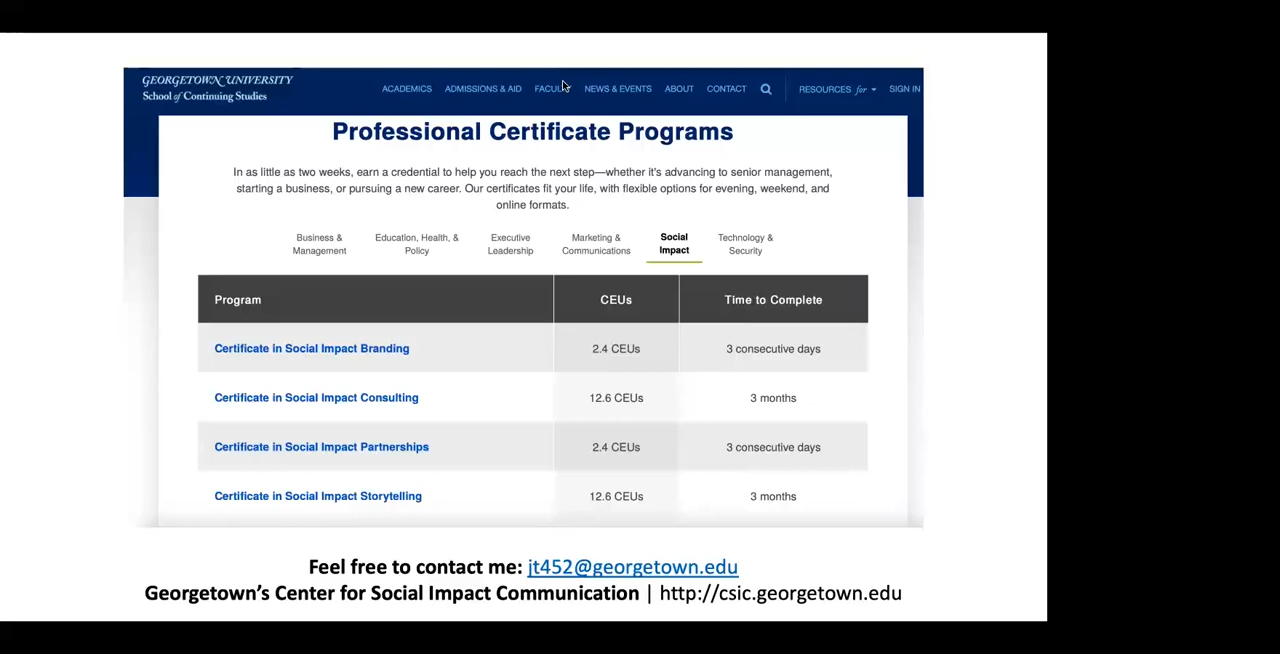 GEORGETOWN UNIVERSITY
School of Continuing Studies
ACADEMICS ADMISSIONS & AID FACULTY NEWS & EVENTS ABOUT CONTACT RESOURCES for SIGN IN
Professional Certificate Programs
In as little as two weeks, earn a credential to help you reach the next step—whether it's advancing to senior management,
starting a business, or pursuing a new career. Our certificates fit your life, with flexible options for evening, weekend, and
online formats.
Business & Management
Education, Health, & Policy
Executive Leadership
Marketing & Communications
Social Impact
Technology & Security
Program CEUs Time to Complete
Certificate in Social Impact Branding 2.4 CEUs 3 consecutive days
Certificate in Social Impact Consulting 12.6 CEUs 3 months
Certificate in Social Impact Partnerships 2.4 CEUs 3 consecutive days
Certificate in Social Impact Storytelling 12.6 CEUs 3 months
Feel free to contact me: jt452@georgetown.edu
Georgetown’s Center for Social Impact Communication | http://csic.georgetown.edu